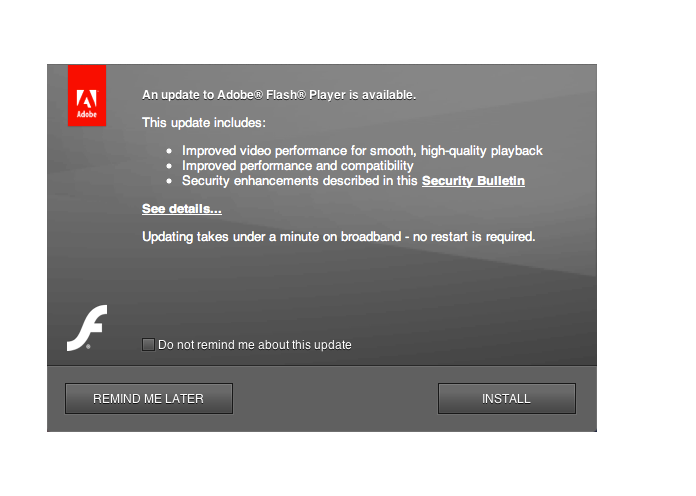 Adobe
An update to Adobe® Flash® Player is available.
This update includes:
• Improved video performance for smooth, high-quality playback
• Improved performance and compatibility
• Security enhancements described in this Security Bulletin
See details...
Updating takes under a minute on broadband - no restart is required.
Do not remind me about this update
REMIND ME LATER
INSTALL